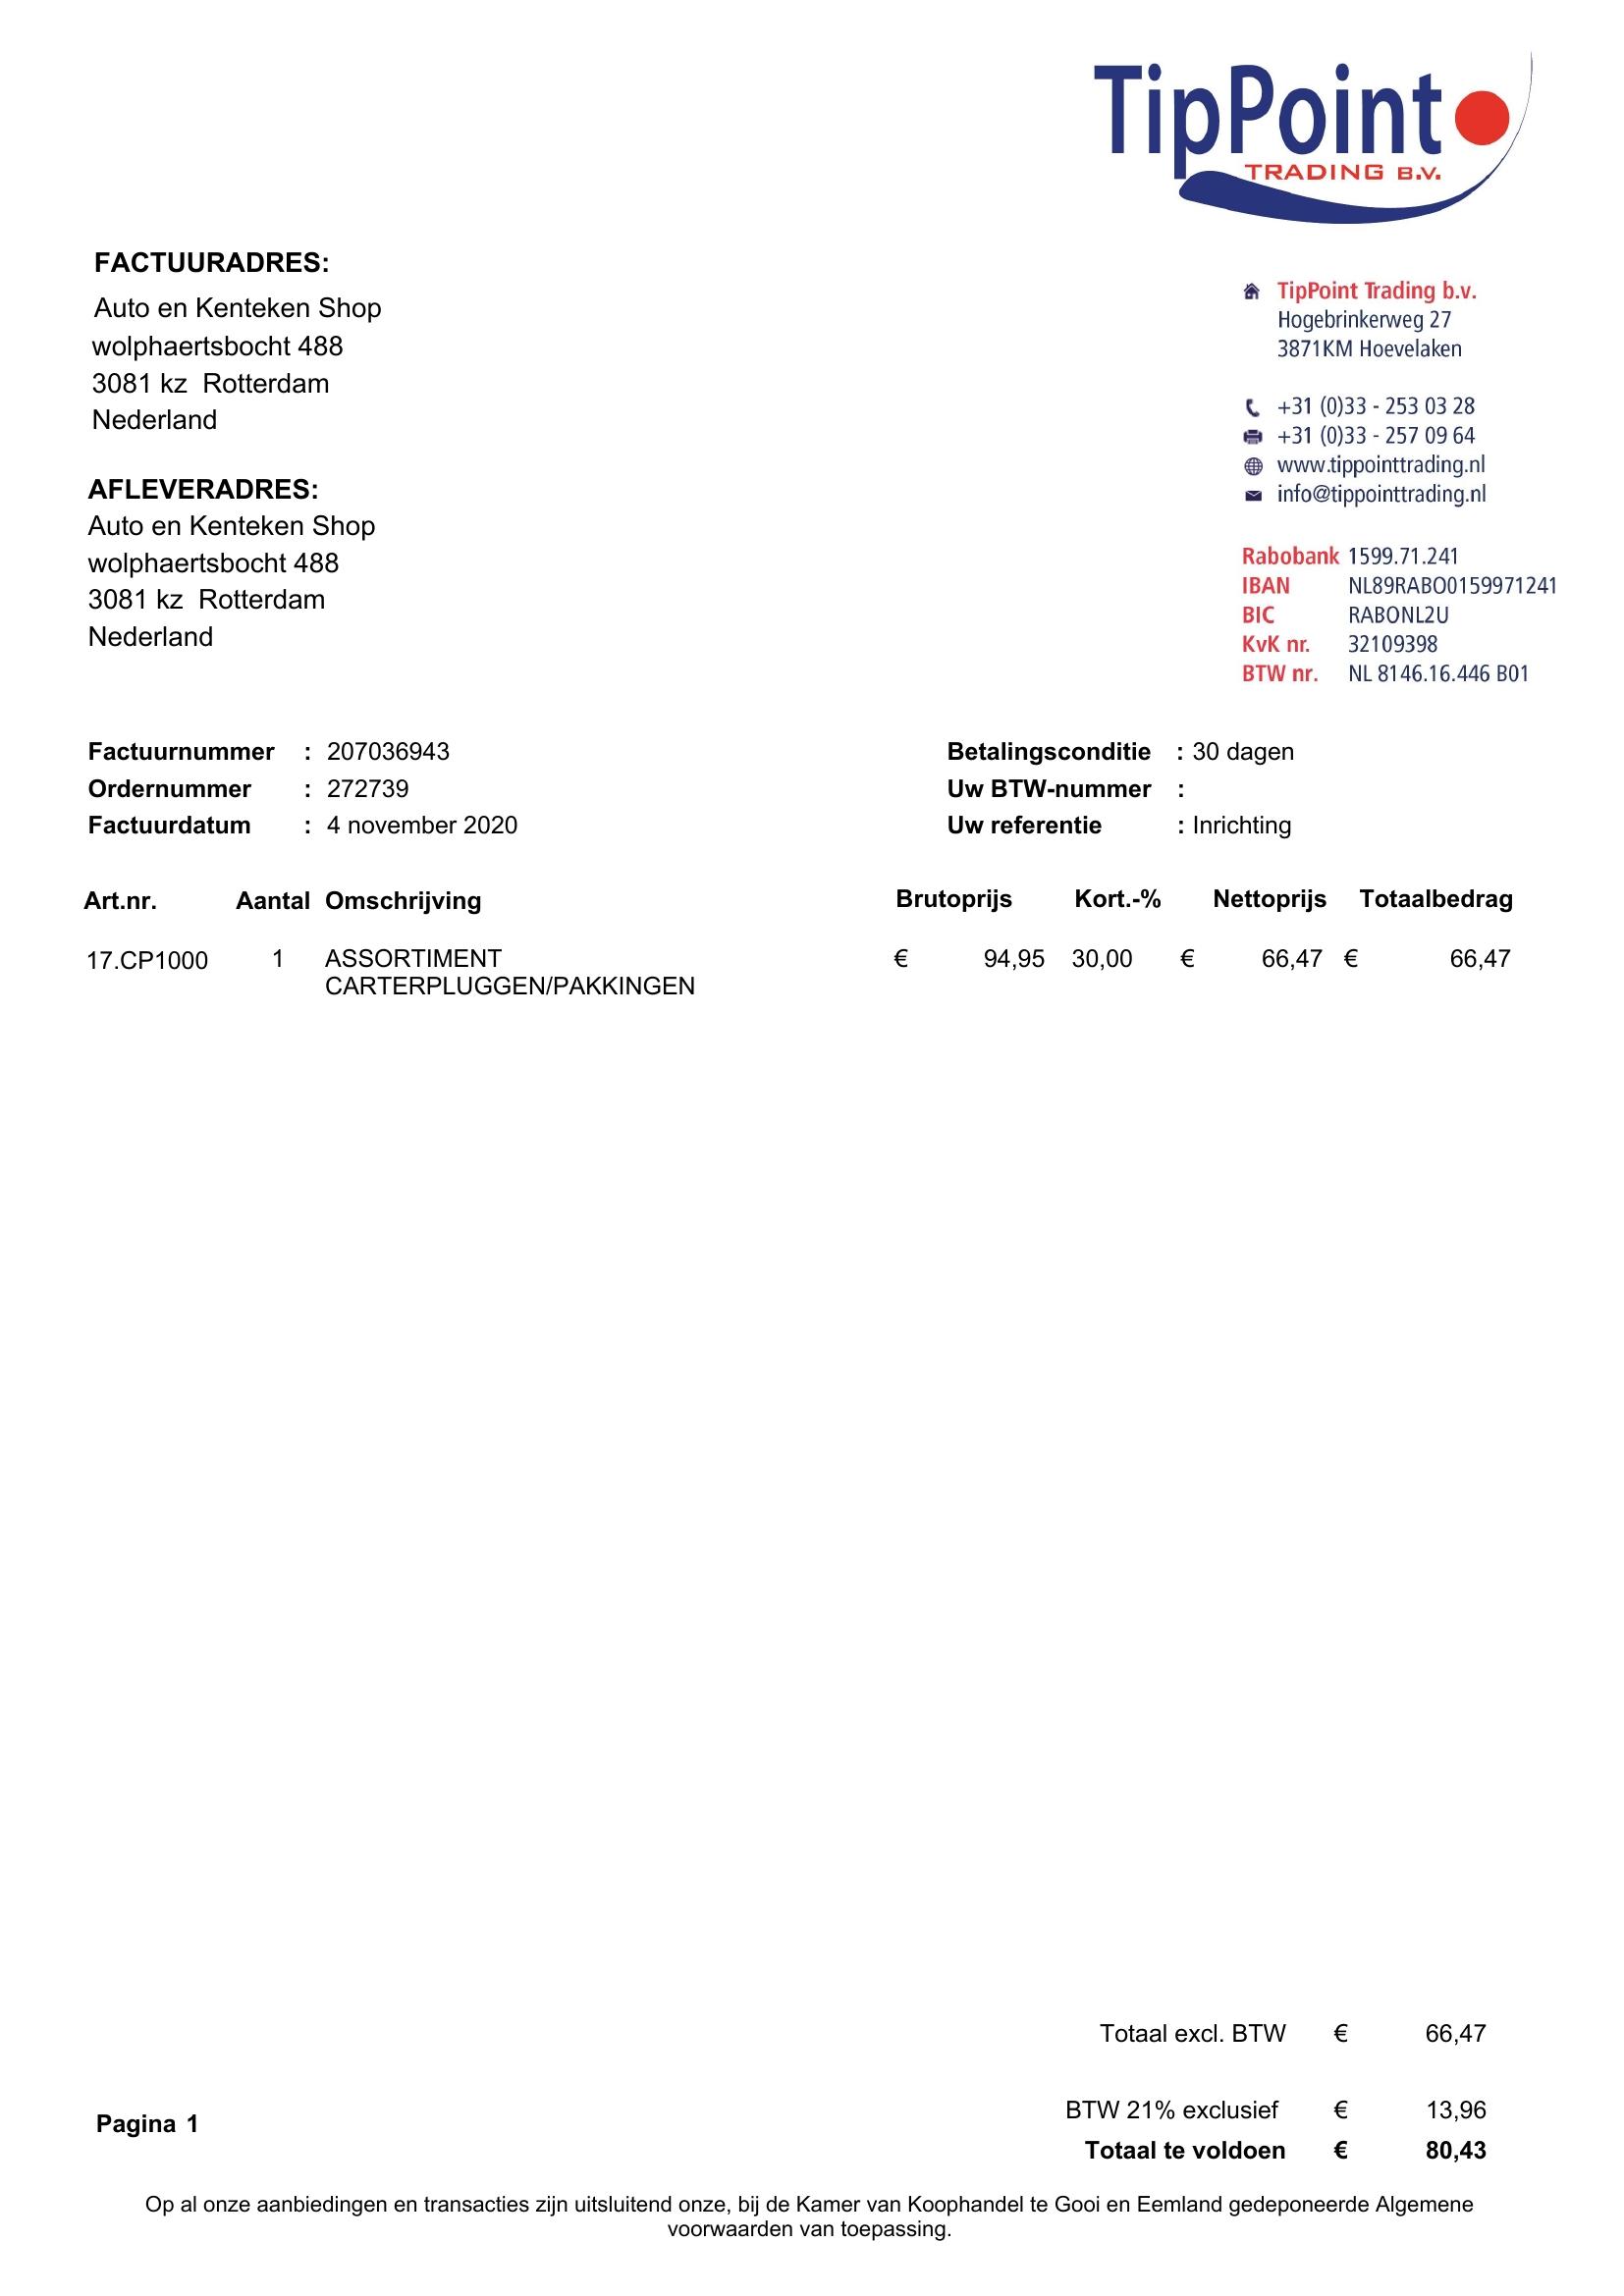 TipPoint
TRADING B.V.
FACTUURADRES:
Auto en Kenteken Shop
wolphaertsbocht 488
3081 kz  Rotterdam
Nederland
AFLEVERADRES:
Auto en Kenteken Shop
wolphaertsbocht 488
3081 kz  Rotterdam
Nederland
TipPoint Trading b.v.
Hogebrinkerweg 27
3871KM Hoevelaken
+31 (0)33 - 253 03 28
+31 (0)33 - 257 09 64
www.tippointtrading.nl
info@tippointtrading.nl
Rabobank 1599.71.241
IBAN NL89RABO0159971241
BIC RABONL2U
KvK nr. 32109398
BTW nr. NL 8146.16.446 B01
Factuurnummer : 207036943 Betalingsconditie : 30 dagen
Ordernummer : 272739 Uw BTW-nummer :
Factuurdatum : 4 november 2020 Uw referentie : Inrichting
Art.nr. Aantal Omschrijving Brutoprijs Kort.-% Nettoprijs Totaalbedrag
17.CP1000 1 ASSORTIMENT € 94,95 30,00 € 66,47 € 66,47
CARTERPLUGGEN/PAKKINGEN
Totaal excl. BTW € 66,47
BTW 21% exclusief € 13,96
Pagina 1
Totaal te voldoen € 80,43
Op al onze aanbiedingen en transacties zijn uitsluitend onze, bij de Kamer van Koophandel te Gooi en Eemland gedeponeerde Algemene
voorwaarden van toepassing.